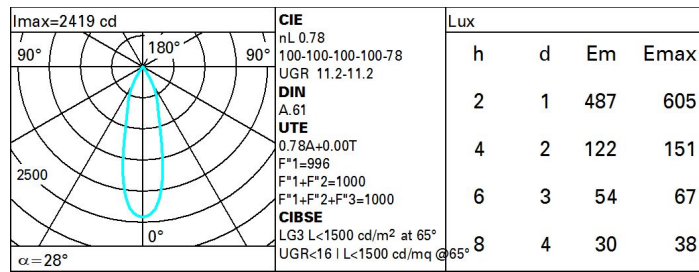 Imax=2419 cd
90° 180° 90°
2500
0°
α=28°
CIE
nL 0.78
100-100-100-100-78
UGR 11.2-11.2
DIN
A.61
UTE
0.78A+0.00T
F"1=996
F"1+F"2=1000
F"1+F"2+F"3=1000
CIBSE
LG3 L<1500 cd/m² at 65°
UGR<16 | L<1500 cd/mq @65°
Lux
h d Em Emax
2 1 487 605
4 2 122 151
6 3 54 67
8 4 30 38